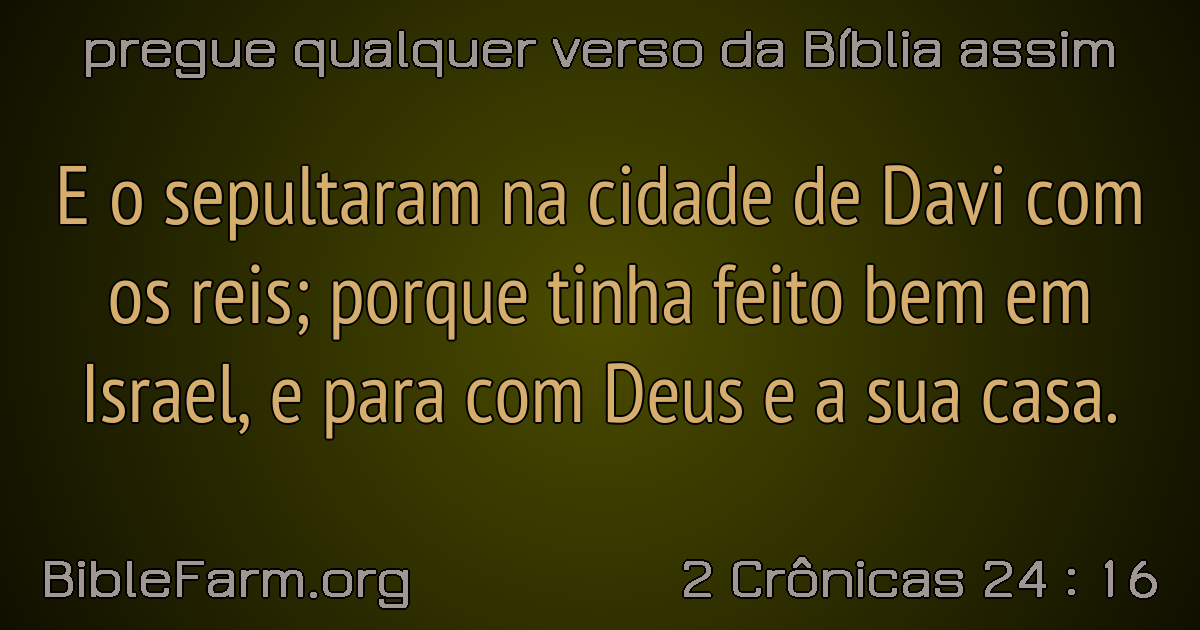 pregue qualquer verso da Bíblia assim
E o sepultaram na cidade de Davi com
os reis; porque tinha feito bem em
Israel, e para com Deus e a sua casa.
BibleFarm.org
2 Crônicas 24 : 16